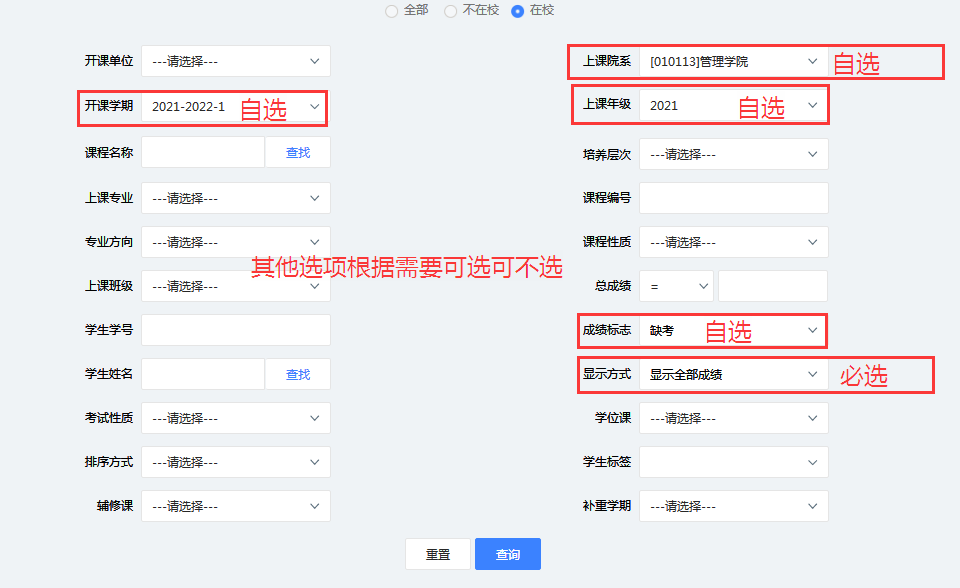 全部 不在校 在校
开课单位 ---请选择--- 上课院系 [010113]管理学院 自选
开课学期 2021-2022-1 自选 上课年级 2021 自选
课程名称 查找 培养层次 ---请选择---
上课专业 ---请选择--- 课程编号
专业方向 ---请选择--- 课程性质 ---请选择---
其他选项根据需要可选可不选
上课班级 ---请选择--- 总成绩 =
学生学号 成绩标志 缺考 自选
学生姓名 查找 显示方式 显示全部成绩 必选
考试性质 ---请选择--- 学位课 ---请选择---
排序方式 ---请选择--- 学生标签
辅修课 ---请选择--- 补重学期 ---请选择---
重置 查询